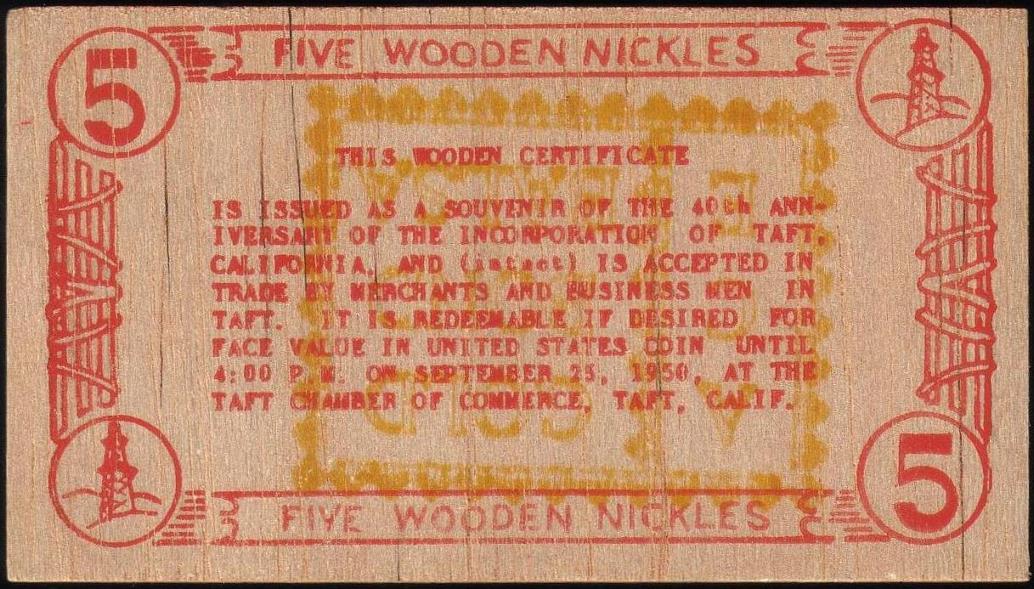 5
FIVE WOODEN NICKLES
THIS WOODEN CERTIFICATE
IS ISSUED AS A SOUVENIR OF THE 40th ANN-
IVERSARY OF THE INCORPORATION OF TAFT,
CALIFORNIA, AND (intact) IS ACCEPTED IN
TRADE BY MERCHANTS AND BUSINESS MEN IN
TAFT. IT IS REDEEMABLE IF DESIRED FOR
FACE VALUE IN UNITED STATES COIN UNTIL
4:00 P.M. ON SEPTEMBER 25, 1950, AT THE
TAFT CHAMBER OF COMMERCE, TAFT, CALIF.
FIVE WOODEN NICKLES
5